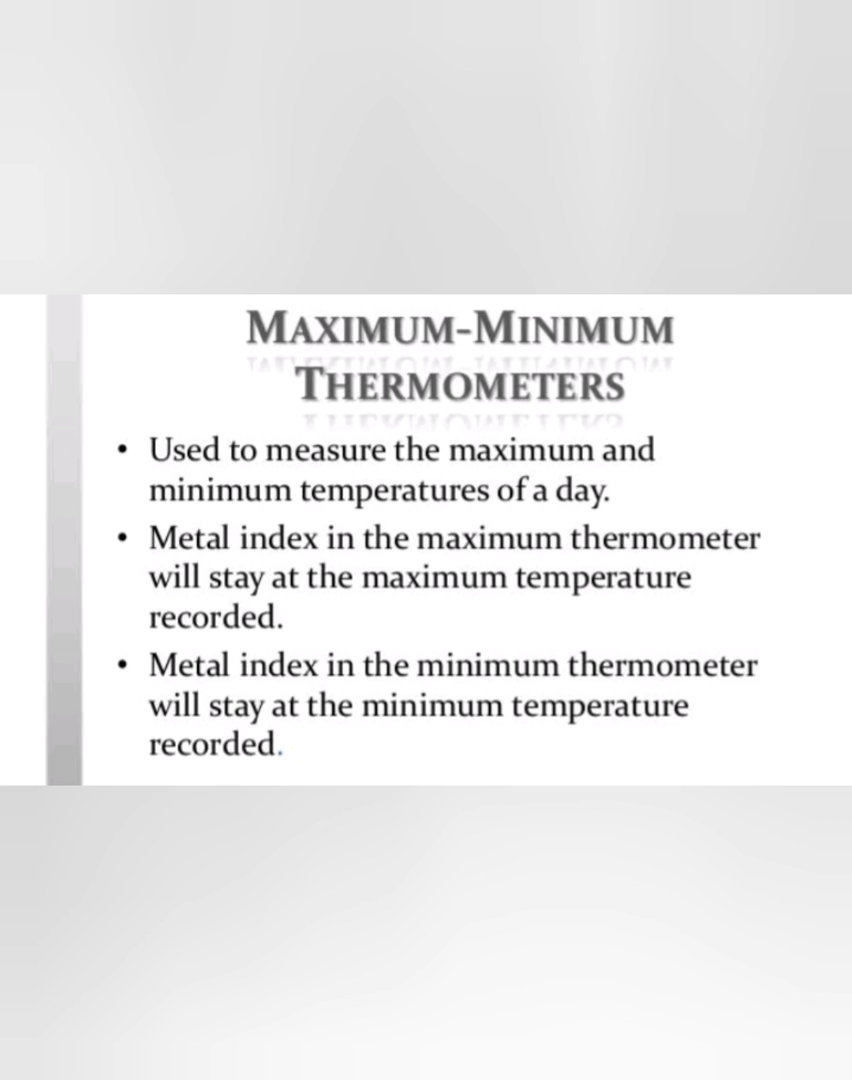 MAXIMUM-MINIMUM
THERMOMETERS
• Used to measure the maximum and
minimum temperatures of a day.
• Metal index in the maximum thermometer
will stay at the maximum temperature
recorded.
• Metal index in the minimum thermometer
will stay at the minimum temperature
recorded.